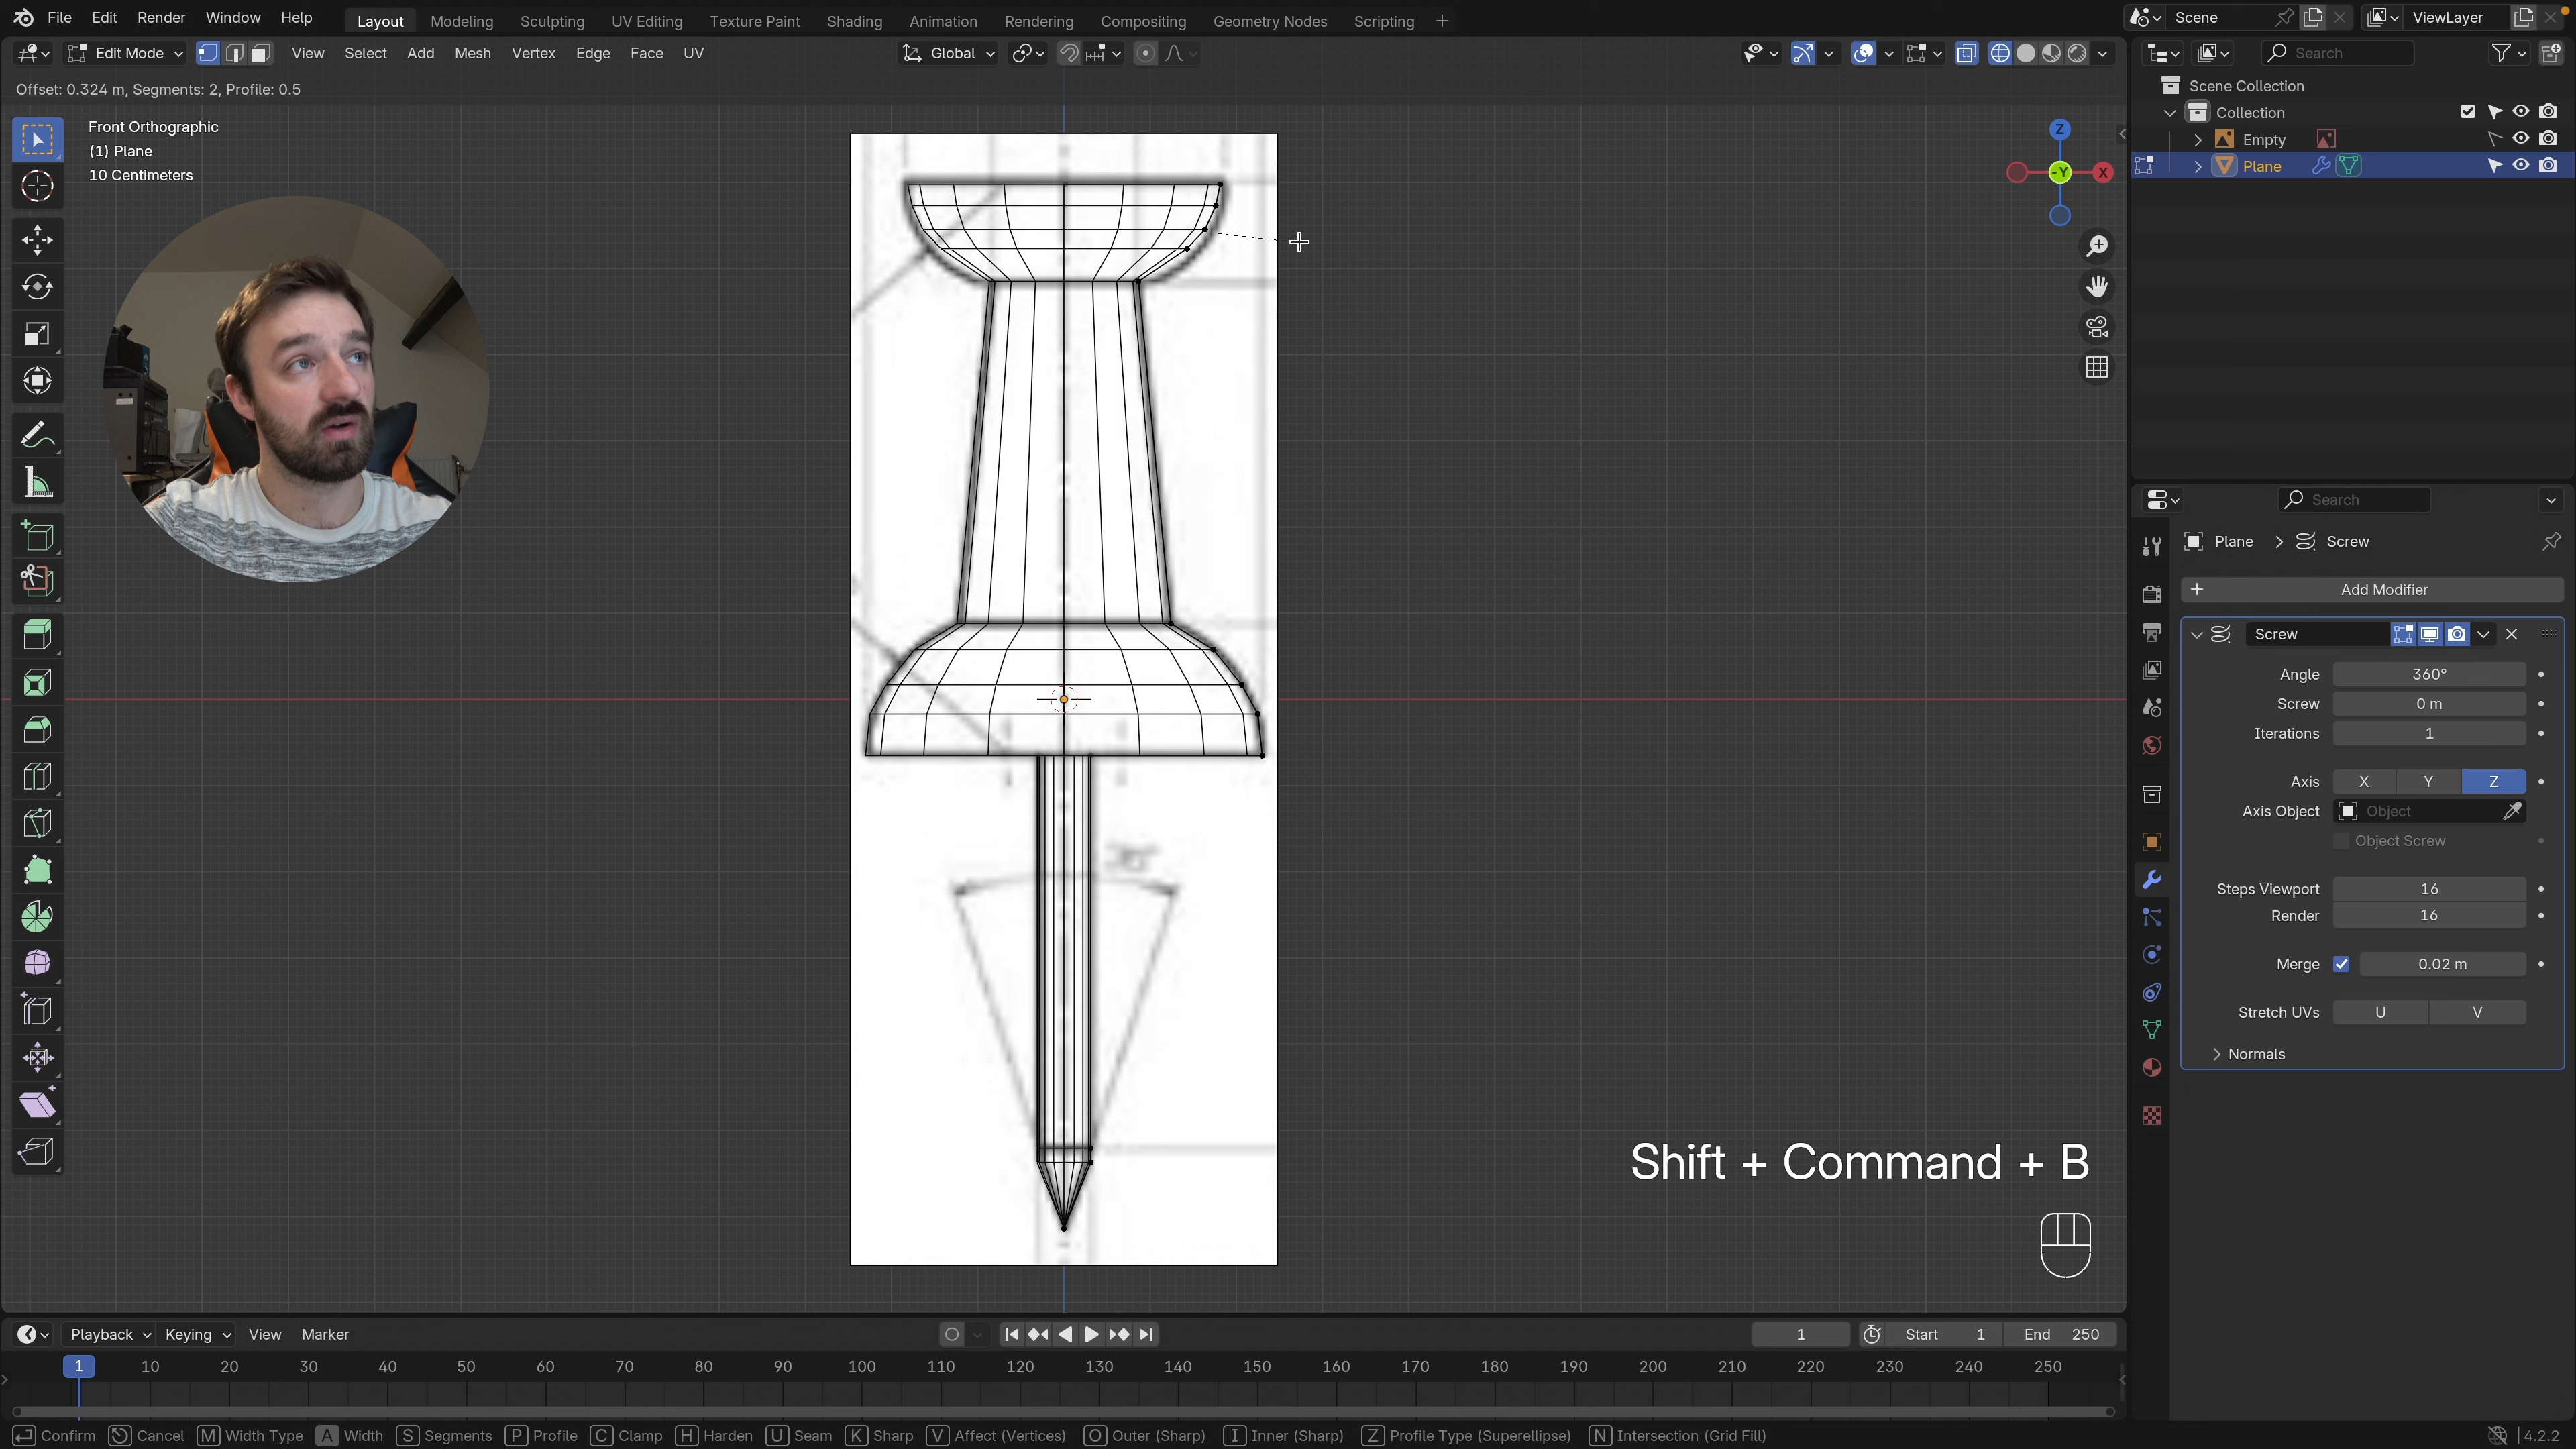 File Edit Render Window Help Layout Modeling Sculpting UV Editing Texture Paint Shading Animation Rendering Compositing Geometry Nodes Scripting + Scene ViewLayer
Edit Mode View Select Add Mesh Vertex Edge Face UV Global Search
Offset: 0.324 m, Segments: 2, Profile: 0.5
Front Orthographic
(1) Plane
10 Centimeters
Z
-Y
X
Scene Collection
Collection
Empty
Plane
Search
Plane > Screw
+ Add Modifier
Screw
Angle 360°
Screw 0 m
Iterations 1
Axis X Y Z
Axis Object Object
Object Screw
Steps Viewport 16
Render 16
Merge 0.02 m
Stretch UVs U V
Normals
Shift + Command + B
Playback Keying View Marker 1 Start 1 End 250
1 10 20 30 40 50 60 70 80 90 100 110 120 130 140 150 160 170 180 190 200 210 220 230 240 250
Confirm Cancel M Width Type A Width S Segments P Profile C Clamp H Harden U Seam K Sharp V Affect (Vertices) O Outer (Sharp) I Inner (Sharp) Z Profile Type (Superellipse) N Intersection (Grid Fill) 4.2.2